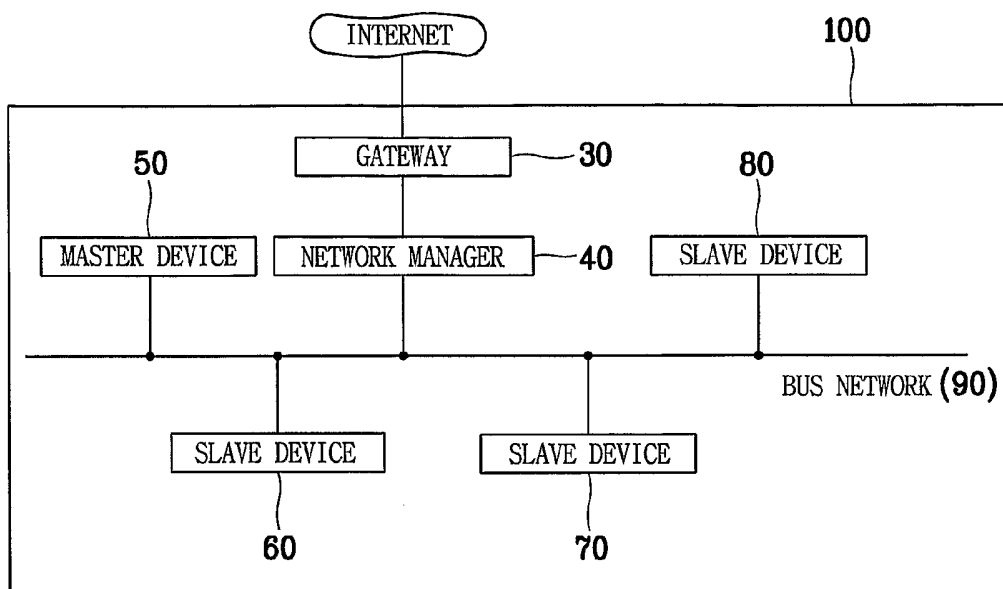 INTERNET
100
GATEWAY
30
50
80
MASTER DEVICE
NETWORK MANAGER
40
SLAVE DEVICE
BUS NETWORK (90)
SLAVE DEVICE
SLAVE DEVICE
60
70